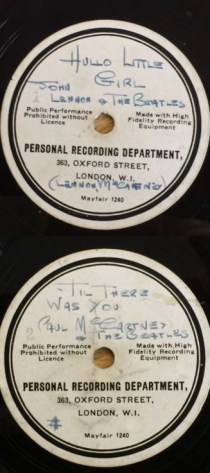 HULLO LITTLE
GIRL
JOHN
LENNON & THE BEATLES
Public Performance Prohibited without Licence
Made with High Fidelity Recording Equipment
PERSONAL RECORDING DEPARTMENT,
363, OXFORD STREET,
LONDON, W.I.
(LENNON McCARTNEY)
Mayfair 1240
'TIL THERE
WAS YOU
PAUL McCARTNEY
& THE BEATLES
Public Performance Prohibited without Licence
Made with High Fidelity Recording Equipment
PERSONAL RECORDING DEPARTMENT,
363, OXFORD STREET,
LONDON, W.I.
Mayfair 1240